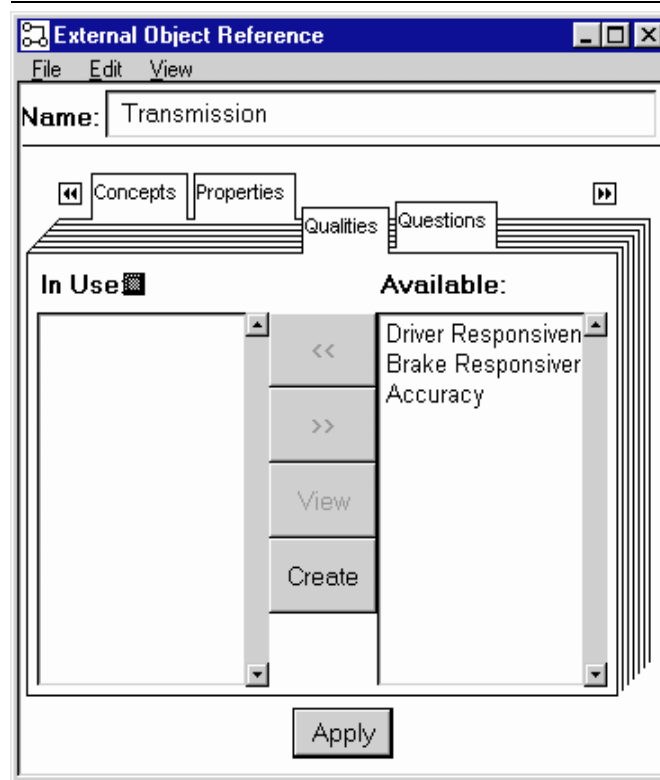 External Object Reference
File Edit View
Name: Transmission
Concepts Properties
Qualities Questions
In Use: Available:
Driver Responsiven
Brake Responsiver
Accuracy
<<
>>
View
Create
Apply